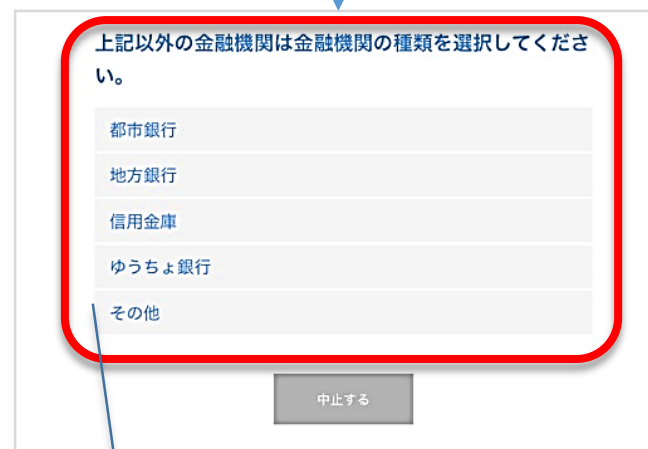 上記以外の金融機関は金融機関の種類を選択してくださ
い。
都市銀行
地方銀行
信用金庫
ゆうちょ銀行
その他
中止する